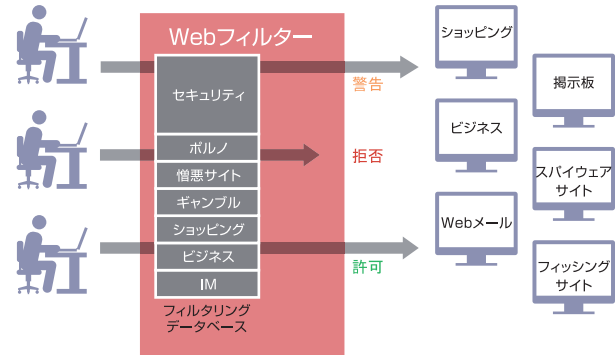 Webフィルター
セキュリティ
ポルノ
憎悪サイト
ギャンブル
ショッピング
ビジネス
IM
フィルタリング
データベース
警告
拒否
許可
ショッピング
掲示板
ビジネス
スパイウェア
サイト
Webメール
フィッシング
サイト